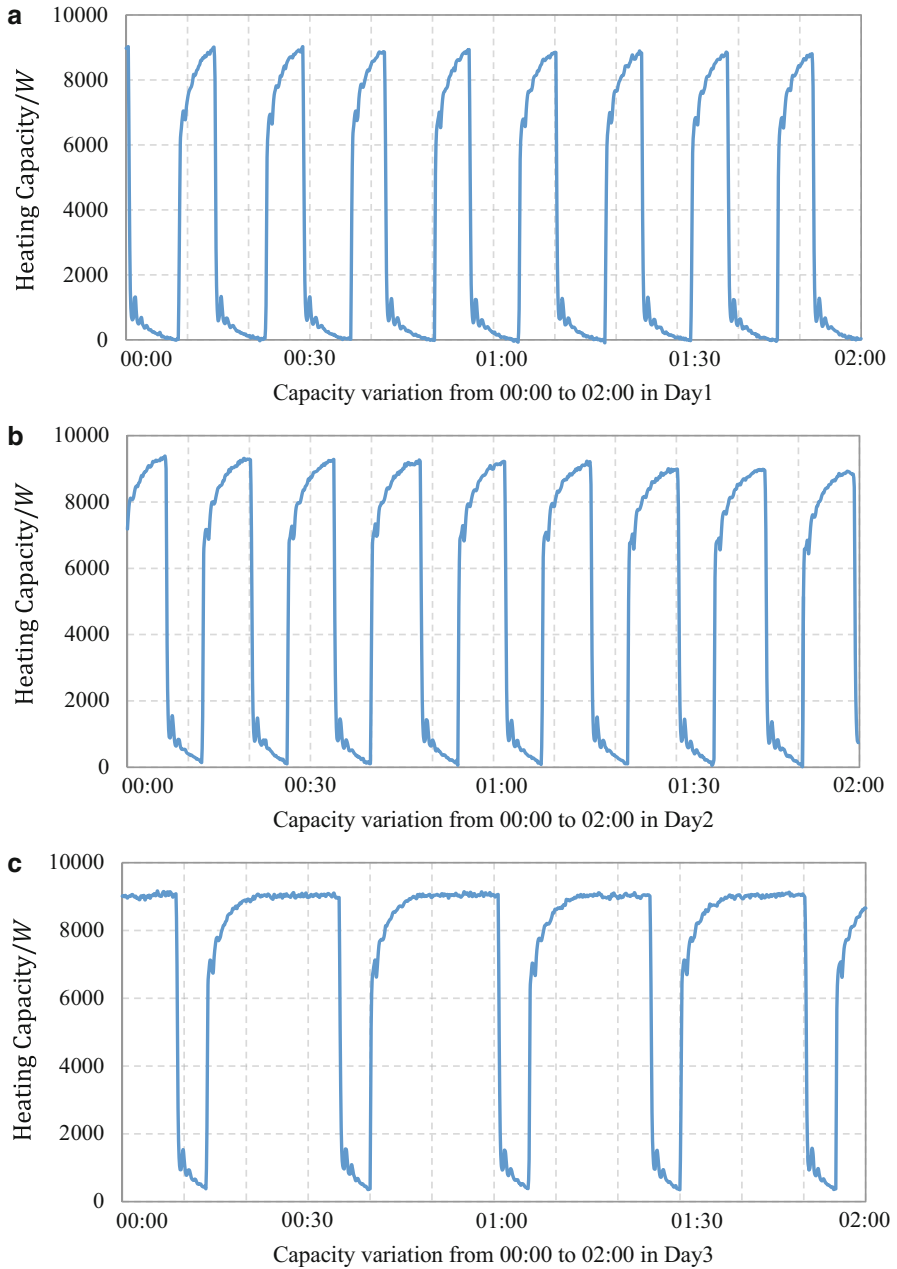 a
10000
8000
6000
4000
2000
0
Heating Capacity/W
00:00 00:30 01:00 01:30 02:00
Capacity variation from 00:00 to 02:00 in Day1
b
10000
8000
6000
4000
2000
0
Heating Capacity/W
00:00 00:30 01:00 01:30 02:00
Capacity variation from 00:00 to 02:00 in Day2
c
10000
8000
6000
4000
2000
0
Heating Capacity/W
00:00 00:30 01:00 01:30 02:00
Capacity variation from 00:00 to 02:00 in Day3